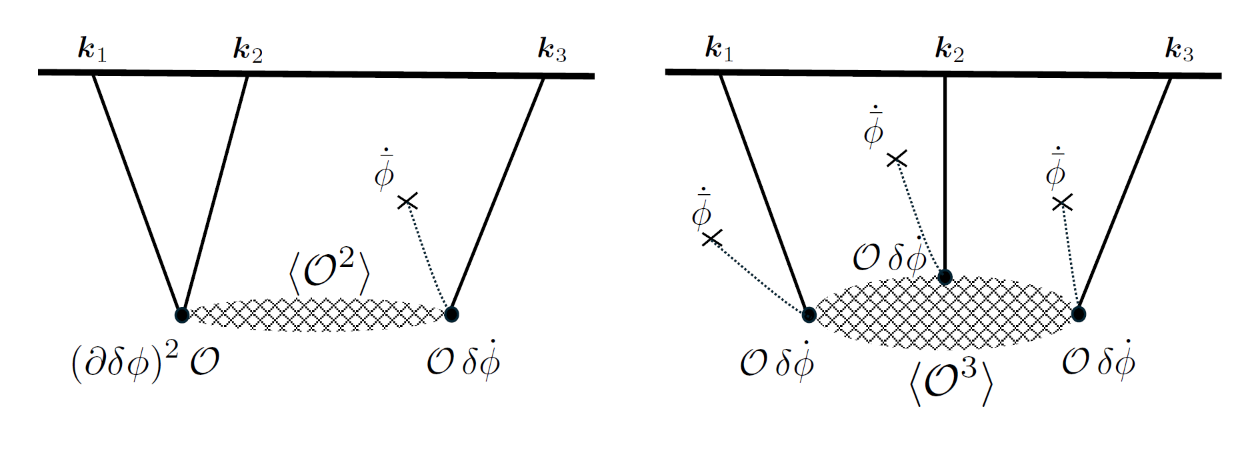 𝒌₁ 𝒌₂ 𝒌₃
φ̄̇
⟨𝒪²⟩
(∂δφ)² 𝒪 𝒪 δφ̇
𝒌₁ 𝒌₂ 𝒌₃
φ̄̇
φ̄̇
φ̄̇
𝒪 δφ̇
𝒪 δφ̇ 𝒪 δφ̇
⟨𝒪³⟩